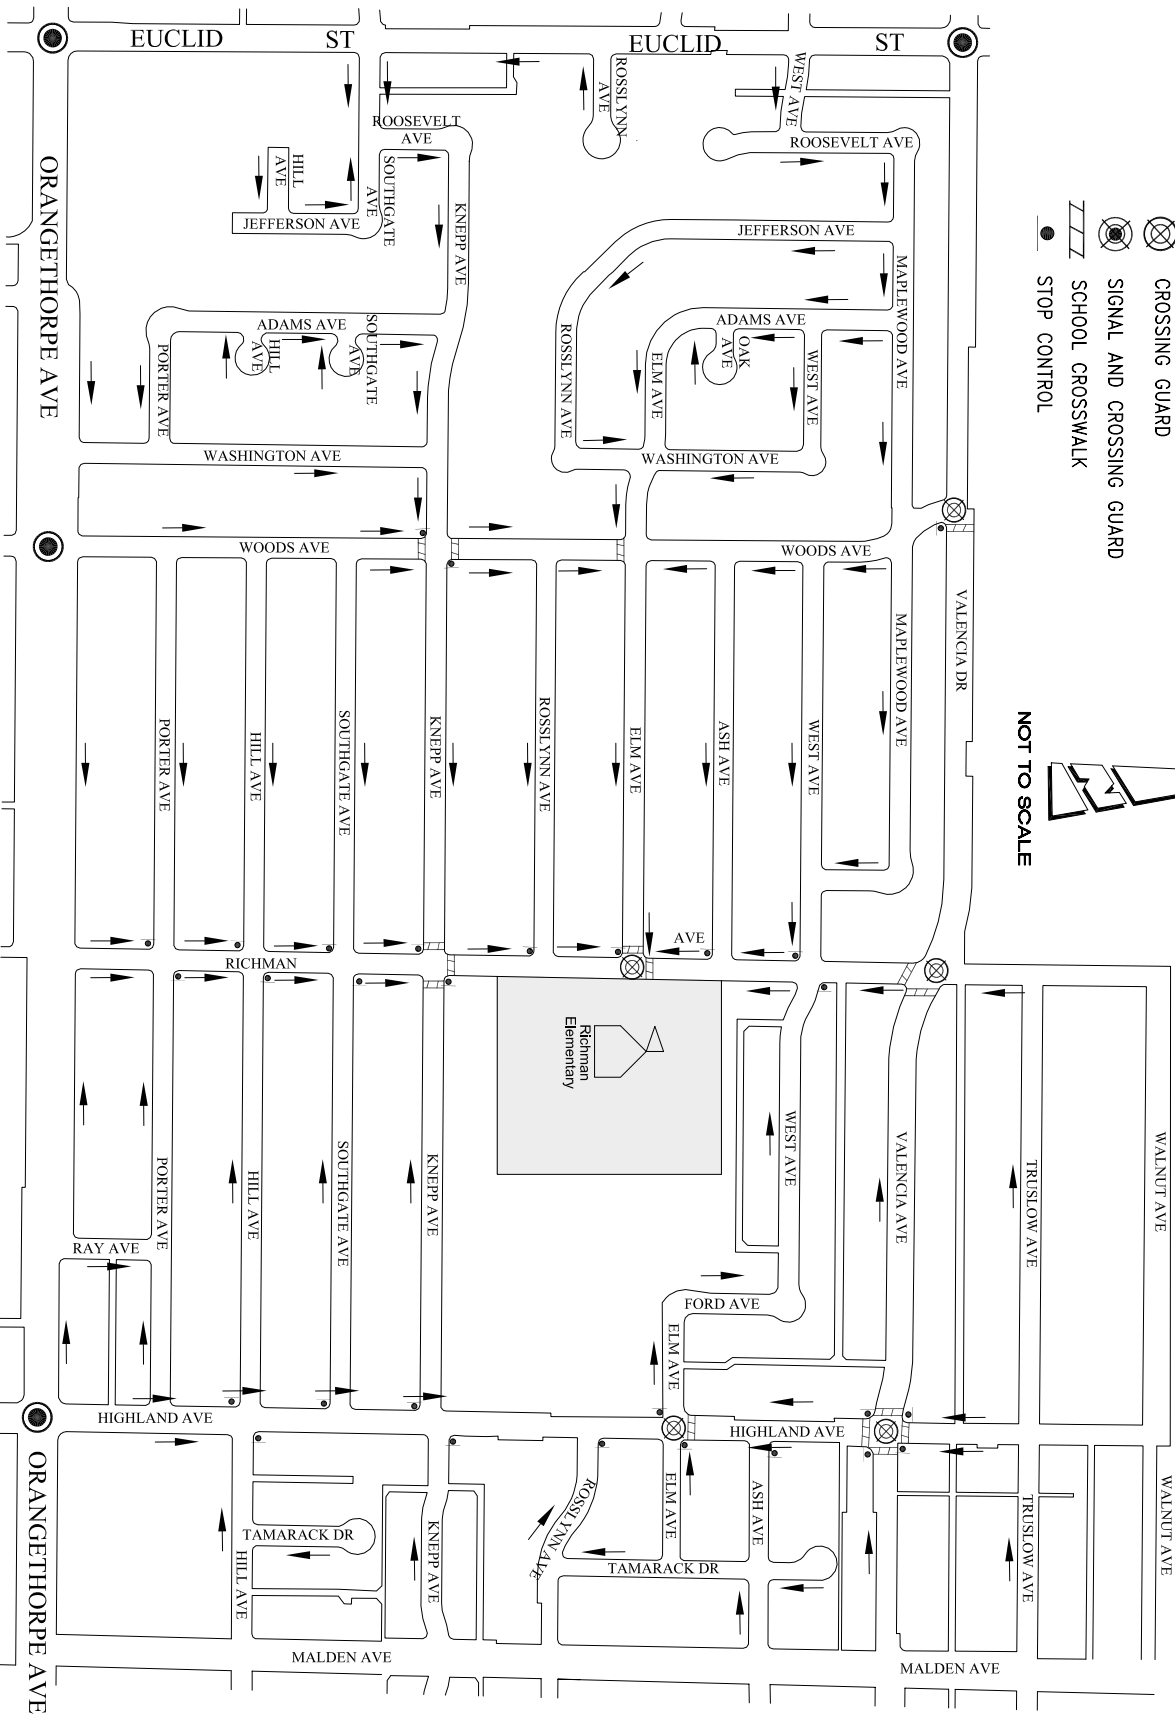 EUCLID ST
EUCLID ST
ORANGETHORPE AVE
ROSSLYNN AVE
WEST AVE
ROOSEVELT AVE
ROOSEVELT AVE
HILL AVE
SOUTHGATE AVE
JEFFERSON AVE
KNEPP AVE
JEFFERSON AVE
MAPLEWOOD AVE
CROSSING GUARD
SIGNAL AND CROSSING GUARD
SCHOOL CROSSWALK
STOP CONTROL
ADAMS AVE
HILL AVE
SOUTHGATE AVE
PORTER AVE
ROSSLYNN AVE
ELM AVE
ADAMS AVE
OAK AVE
WEST AVE
WASHINGTON AVE
WASHINGTON AVE
WOODS AVE
WOODS AVE
VALENCIA DR
MAPLEWOOD AVE
NOT TO SCALE
N
PORTER AVE
HILL AVE
SOUTHGATE AVE
KNEPP AVE
ROSSLYNN AVE
ELM AVE
ASH AVE
WEST AVE
RICHMAN AVE
Richman
Elementary
PORTER AVE
HILL AVE
SOUTHGATE AVE
KNEPP AVE
WEST AVE
VALENCIA AVE
TRUSLOW AVE
WALNUT AVE
RAY AVE
FORD AVE
ELM AVE
HIGHLAND AVE
HIGHLAND AVE
ORANGETHORPE AVE
HILL AVE
TAMARACK DR
KNEPP AVE
ROSSLYNN AVE
ELM AVE
ASH AVE
TAMARACK DR
TRUSLOW AVE
WALNUT AVE
MALDEN AVE
MALDEN AVE